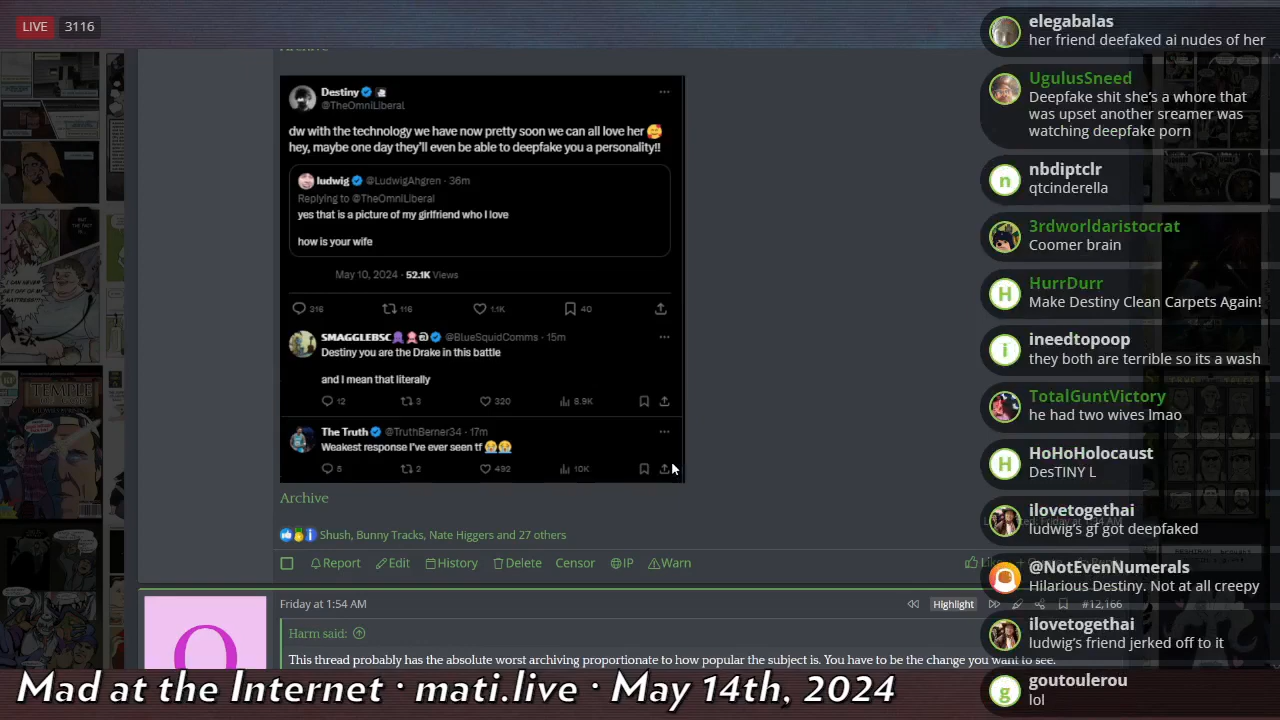 LIVE 3116
Archive
Destiny
@TheOmniLiberal
dw with the technology we have now pretty soon we can all love her 🥰
hey, maybe one day they'll even be able to deepfake you a personality!!
ludwig @LudwigAhgren · 36m
Replying to @TheOmniLiberal
yes that is a picture of my girlfriend who I love
how is your wife
May 10, 2024 · 52.1K Views
316 116 1.1K 40
SMAGGLEBSC @BlueSquidComms · 15m
Destiny you are the Drake in this battle
and I mean that literally
12 3 320 8.9K
The Truth @TruthBerner34 · 17m
Weakest response I've ever seen tf 😭😭
5 2 492 10K
Archive
Shush, Bunny Tracks, Nate Higgers and 27 others
Report Edit History Delete Censor IP Warn
Friday at 1:54 AM Highlight #12,166
O
Harm said:
This thread probably has the absolute worst archiving proportionate to how popular the subject is. You have to be the change you want to see.
elegabalas
her friend deefaked ai nudes of her
UgulusSneed
Deepfake shit she's a whore that
was upset another sreamer was
watching deepfake porn
nbdiptclr
qtcinderella
3rdworldaristocrat
Coomer brain
HurrDurr
Make Destiny Clean Carpets Again!
ineedtopoop
they both are terrible so its a wash
TotalGuntVictory
he had two wives lmao
HoHoHolocaust
DesTINY L
ilovetogethai
ludwig's gf got deepfaked
@NotEvenNumerals
Hilarious Destiny. Not at all creepy
ilovetogethai
ludwig's friend jerked off to it
goutoulerou
lol
Mad at the Internet · mati.live · May 14th, 2024